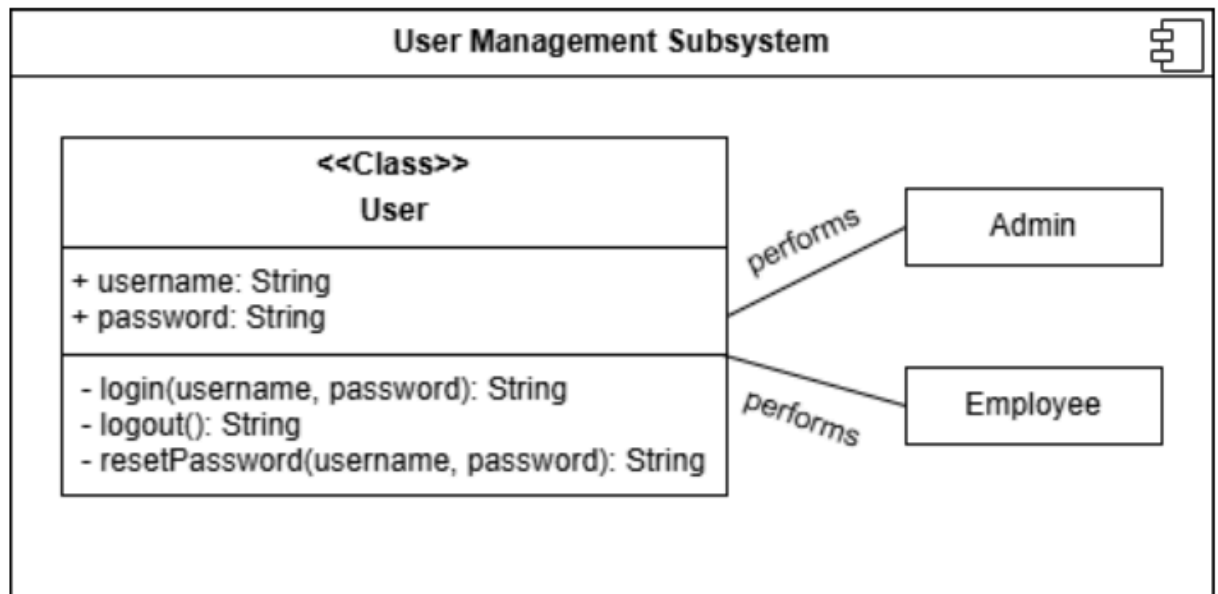 User Management Subsystem
<<Class>>
User
+ username: String
+ password: String
- login(username, password): String
- logout(): String
- resetPassword(username, password): String
performs
Admin
performs
Employee